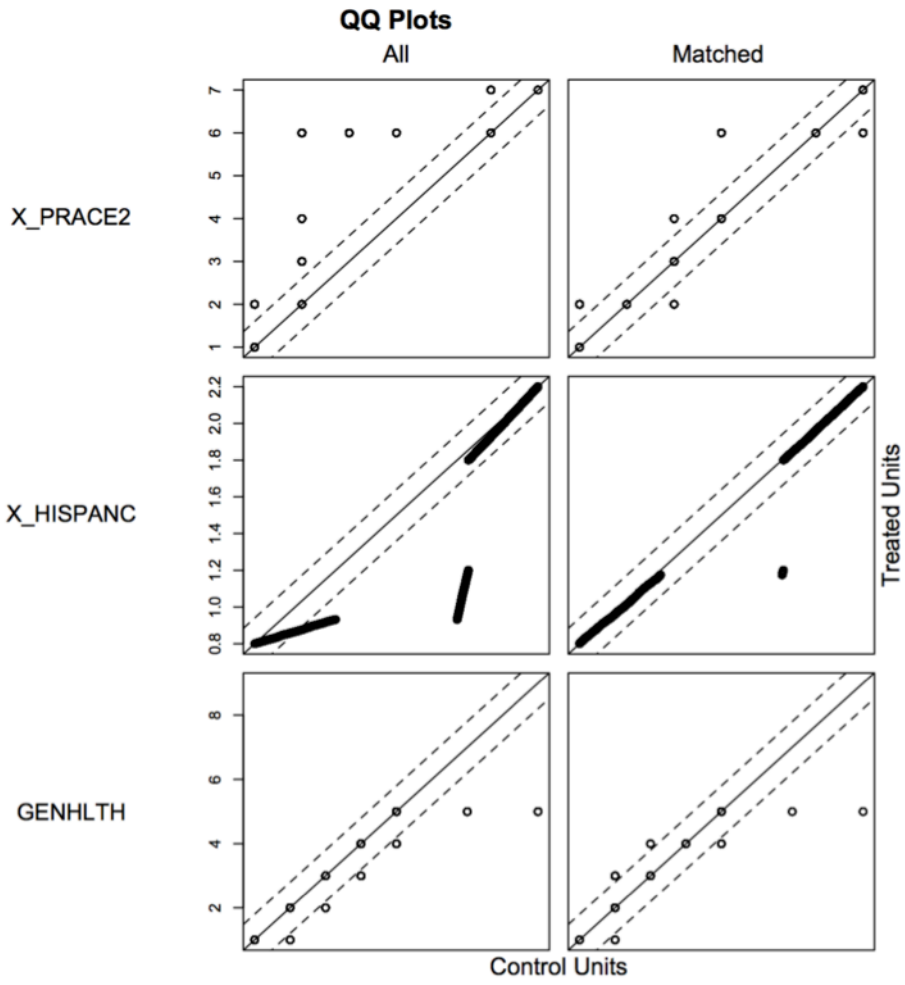 QQ Plots
All Matched
X_PRACE2
7
6
5
4
3
2
1
X_HISPANC
2.2
2.0
1.8
1.6
1.4
1.2
1.0
0.8
Treated Units
GENHLTH
8
6
4
2
Control Units